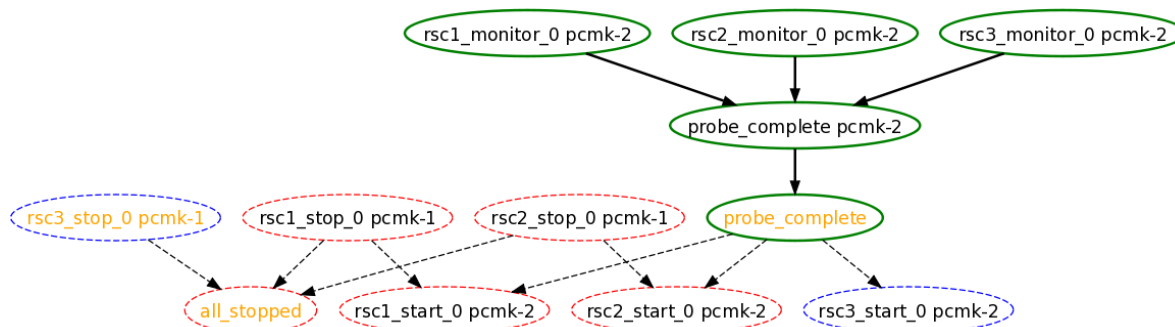 rsc1_monitor_0 pcmk-2
rsc2_monitor_0 pcmk-2
rsc3_monitor_0 pcmk-2
probe_complete pcmk-2
rsc3_stop_0 pcmk-1
rsc1_stop_0 pcmk-1
rsc2_stop_0 pcmk-1
probe_complete
all_stopped
rsc1_start_0 pcmk-2
rsc2_start_0 pcmk-2
rsc3_start_0 pcmk-2